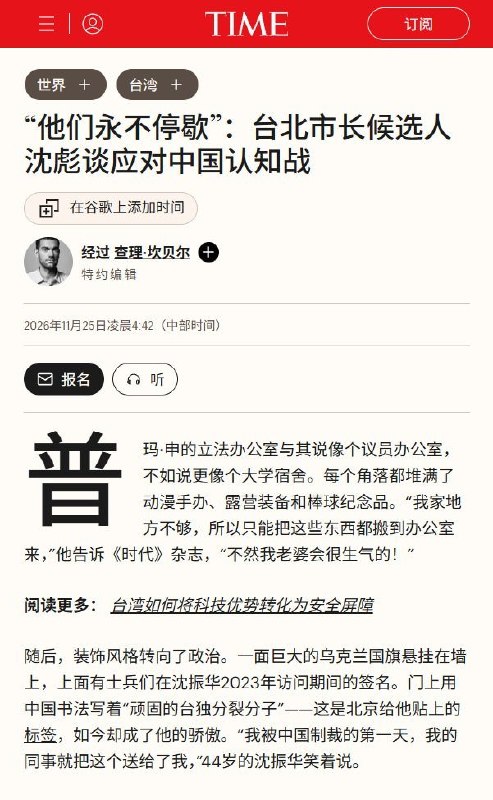 TIME
订阅
世界 +
台湾 +
“他们永不停歇”：台北市长候选人
沈彪谈应对中国认知战
在谷歌上添加时间
经过 查理·坎贝尔
特约编辑
2026年11月25日凌晨4:42（中部时间）
报名
听
普
玛·申的立法办公室与其说像个议员办公室，
不如说更像个大学宿舍。每个角落都堆满了
动漫手办、露营装备和棒球纪念品。“我家地
方不够，所以只能把这些东西都搬到办公室
来，”他告诉《时代》杂志，“不然我老婆会很生气的！”
阅读更多： 台湾如何将科技优势转化为安全屏障
随后，装饰风格转向了政治。一面巨大的乌克兰国旗悬挂在墙
上，上面有士兵们在沈振华2023年访问期间的签名。门上用
中国书法写着“顽固的台独分裂分子”——这是北京给他贴上的
标签，如今却成了他的骄傲。“我被中国制裁的第一天，我的
同事就把这个送给了我，”44岁的沈振华笑着说。